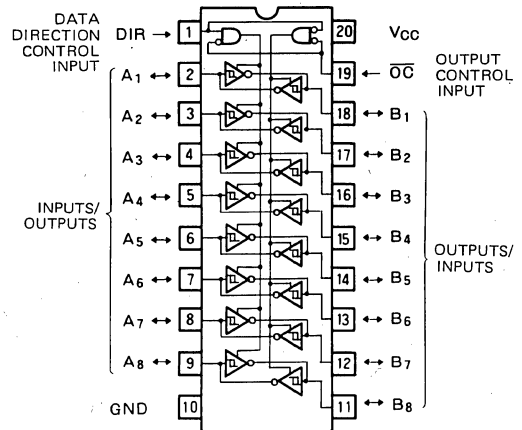 DATA
DIRECTION
CONTROL
INPUT
DIR → 1
20 VCC
A1 ↔ 2
19 ← OC
OUTPUT
CONTROL
INPUT
A2 ↔ 3
18 ↔ B1
A3 ↔ 4
17 ↔ B2
A4 ↔ 5
16 ↔ B3
INPUTS/
OUTPUTS
A5 ↔ 6
15 ↔ B4
A6 ↔ 7
14 ↔ B5
OUTPUTS/
INPUTS
A7 ↔ 8
13 ↔ B6
A8 ↔ 9
12 ↔ B7
GND 10
11 ↔ B8